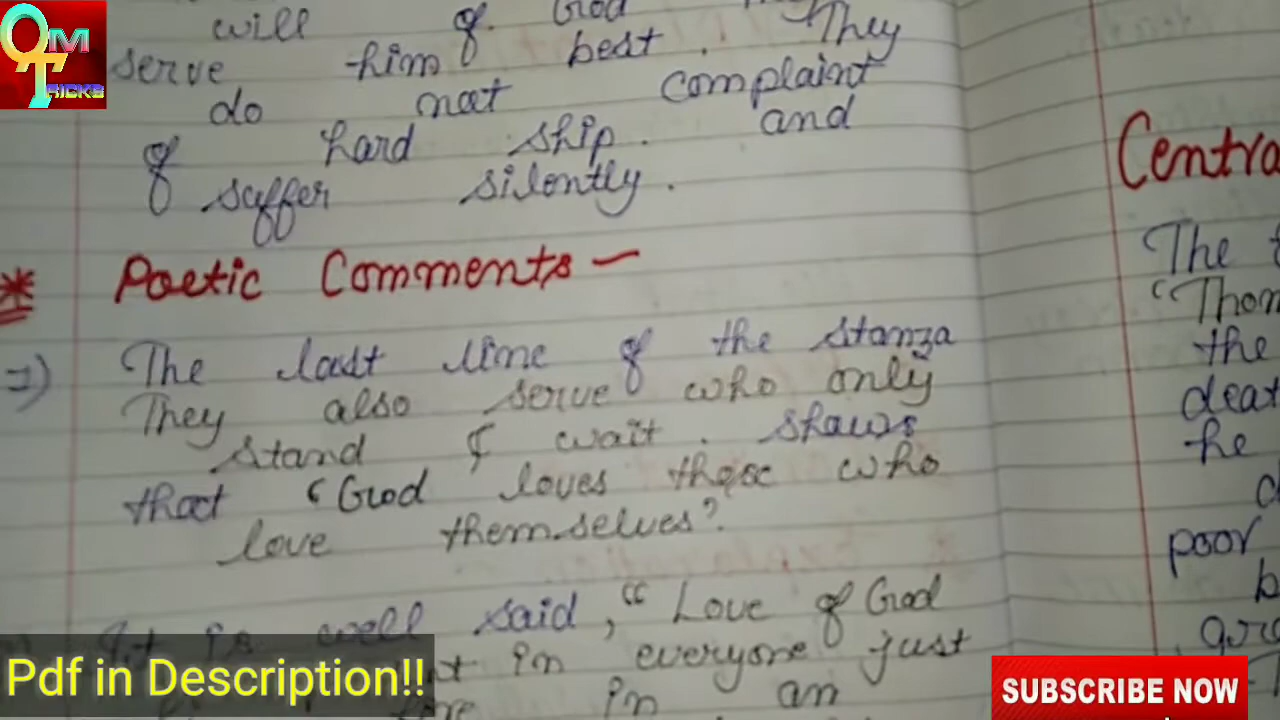 OM
TRICKS
will of God
serve him best. They
do not complaint
of hard ship. and
suffer silently.
* Poetic Comments —
=) The last line of the stanza
They also serve who only
stand & wait. shows
that "God loves those who
love themselves"
It is well said, "Love of God
in everyone just
in an
Centra
The
"Thom
the
deat
he
poor
b
Pdf in Description!!
SUBSCRIBE NOW